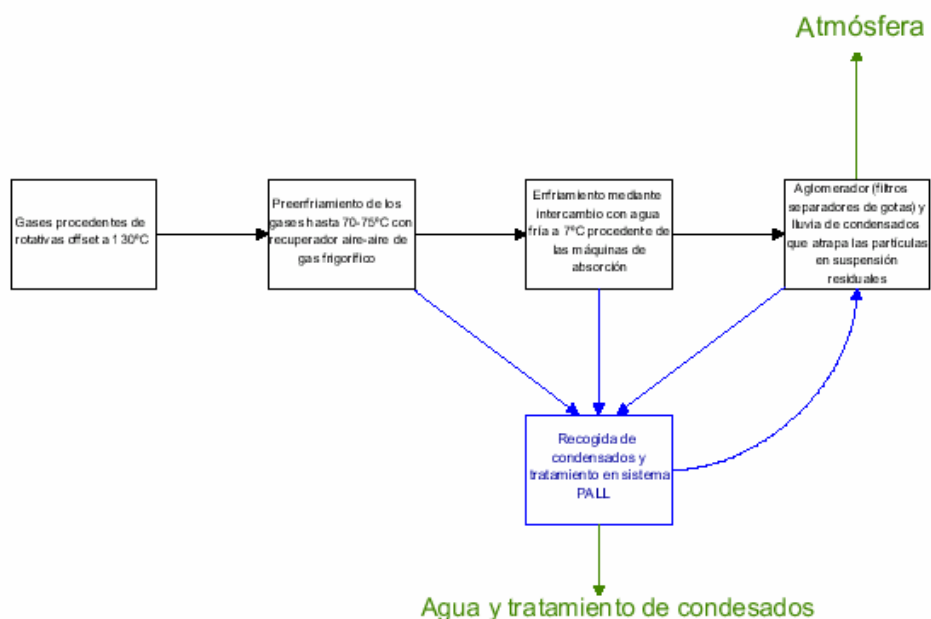 Atmósfera
Gases procedentes de
rotativas offset a 130ºC
Preenfriamiento de los
gases hasta 70-75ºC con
recuperador aire-aire de
gas frigorífico
Enfriamiento mediante
intercambio con agua
fría a 7ºC procedente de
las máquinas de
absorción
Aglomerador (filtros
separadores de gotas) y
lluvia de condensados
que atrapa las partículas
en suspensión
residuales
Recogida de
condensados y
tratamiento en sistema
PALL
Agua y tratamiento de condesados